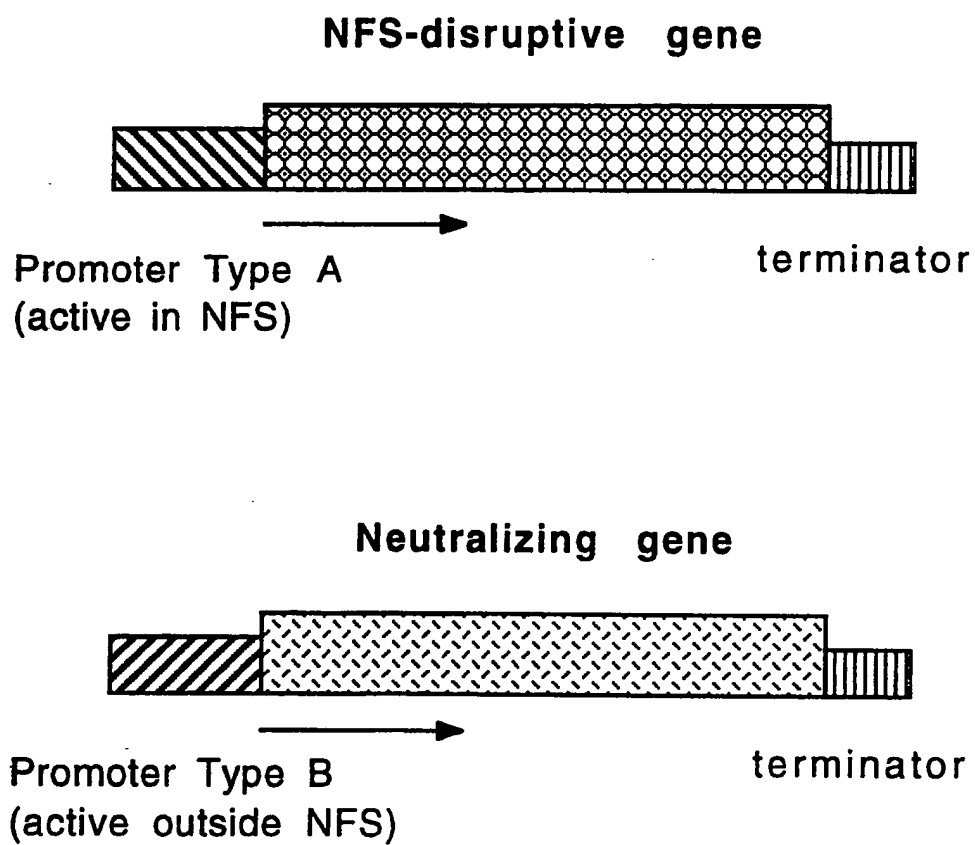 NFS-disruptive gene
Promoter Type A
(active in NFS)
terminator
Neutralizing gene
Promoter Type B
(active outside NFS)
terminator